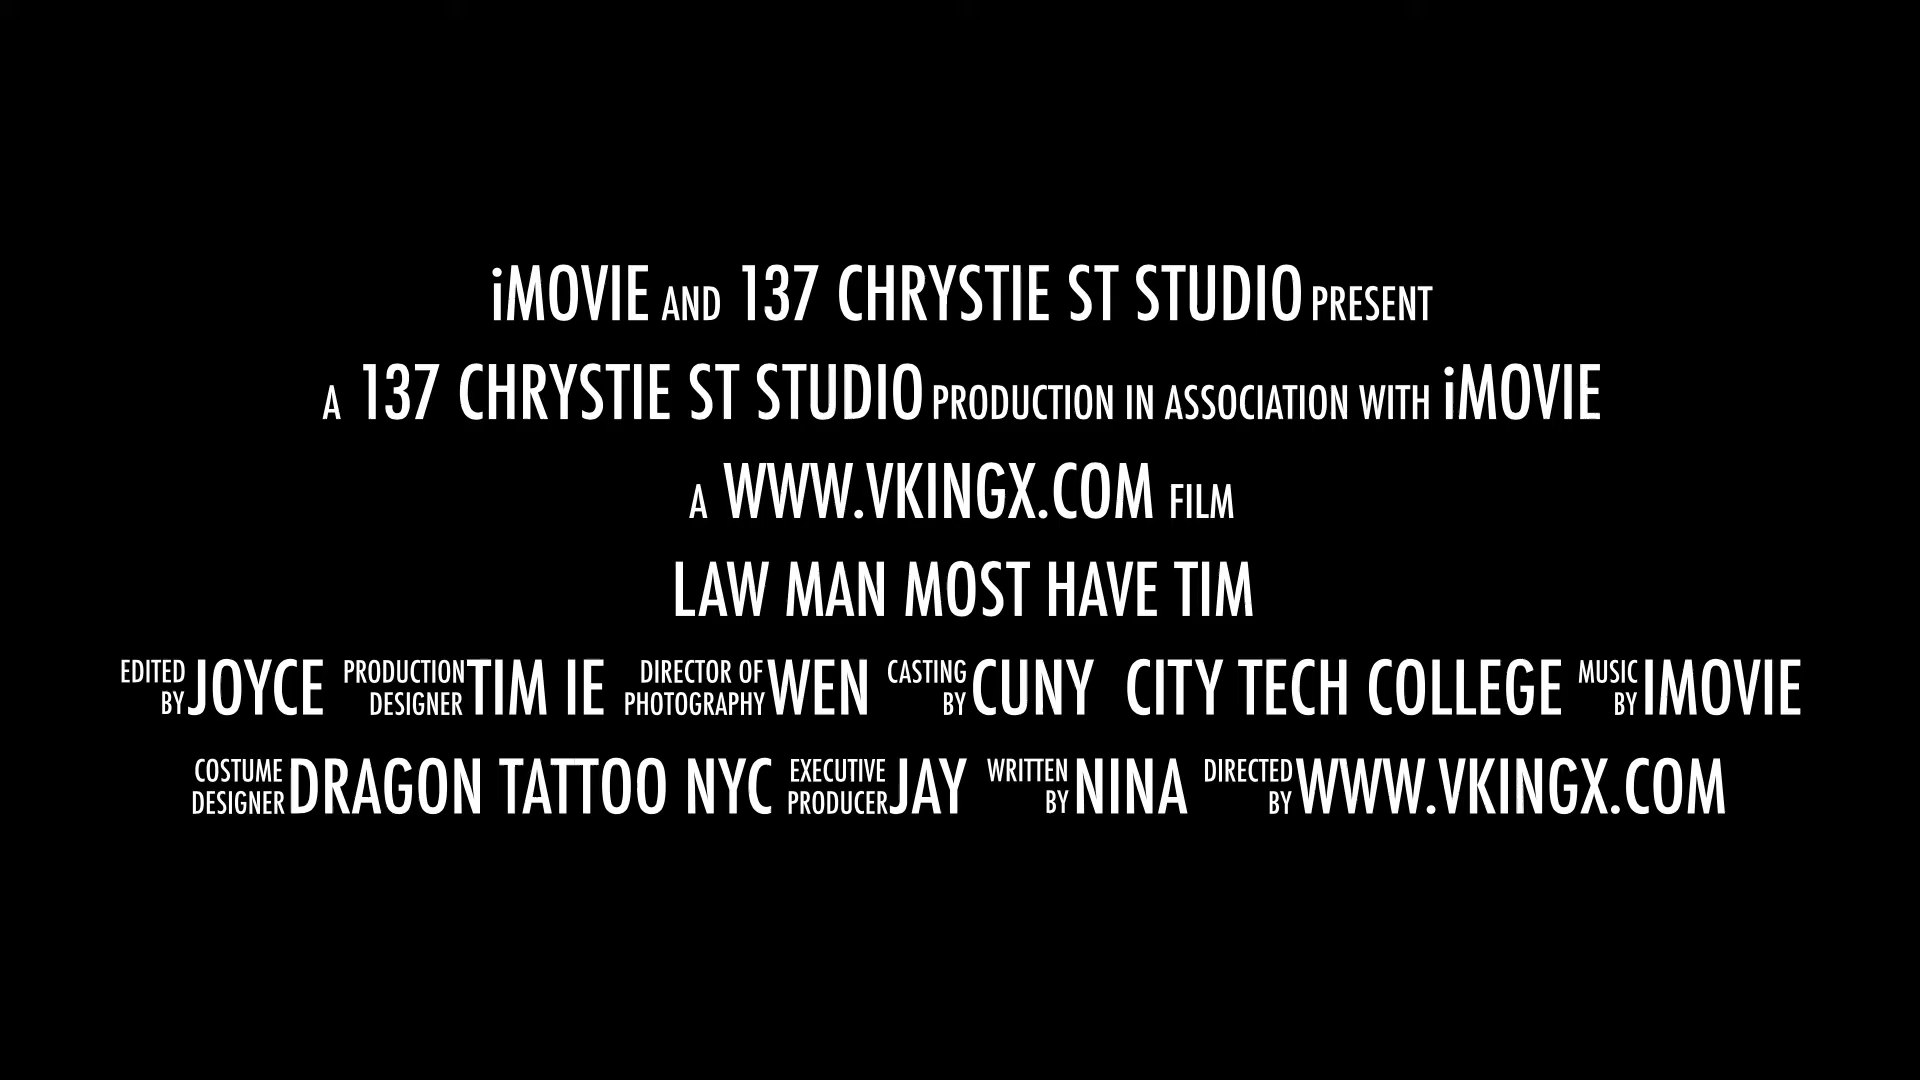 iMOVIE AND 137 CHRYSTIE ST STUDIO PRESENT
A 137 CHRYSTIE ST STUDIO PRODUCTION IN ASSOCIATION WITH iMOVIE
A WWW.VKINGX.COM FILM
LAW MAN MOST HAVE TIM
EDITED BY JOYCE PRODUCTION DESIGNER TIM IE DIRECTOR OF PHOTOGRAPHY WEN CASTING BY CUNY CITY TECH COLLEGE MUSIC BY IMOVIE
COSTUME DESIGNER DRAGON TATTOO NYC EXECUTIVE PRODUCER JAY WRITTEN BY NINA DIRECTED BY WWW.VKINGX.COM